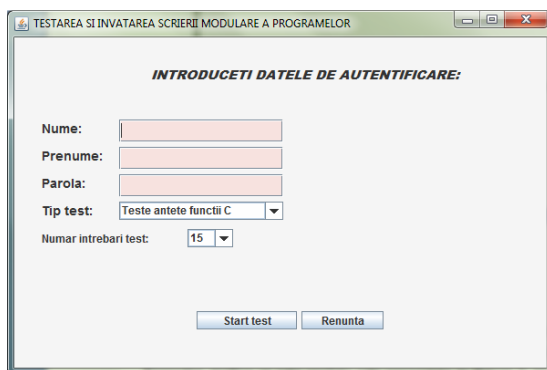 TESTAREA SI INVATAREA SCRIERII MODULARE A PROGRAMELOR
INTRODUCETI DATELE DE AUTENTIFICARE:
Nume:
Prenume:
Parola:
Tip test: Teste antete functii C
Numar intrebari test: 15
Start test Renunta